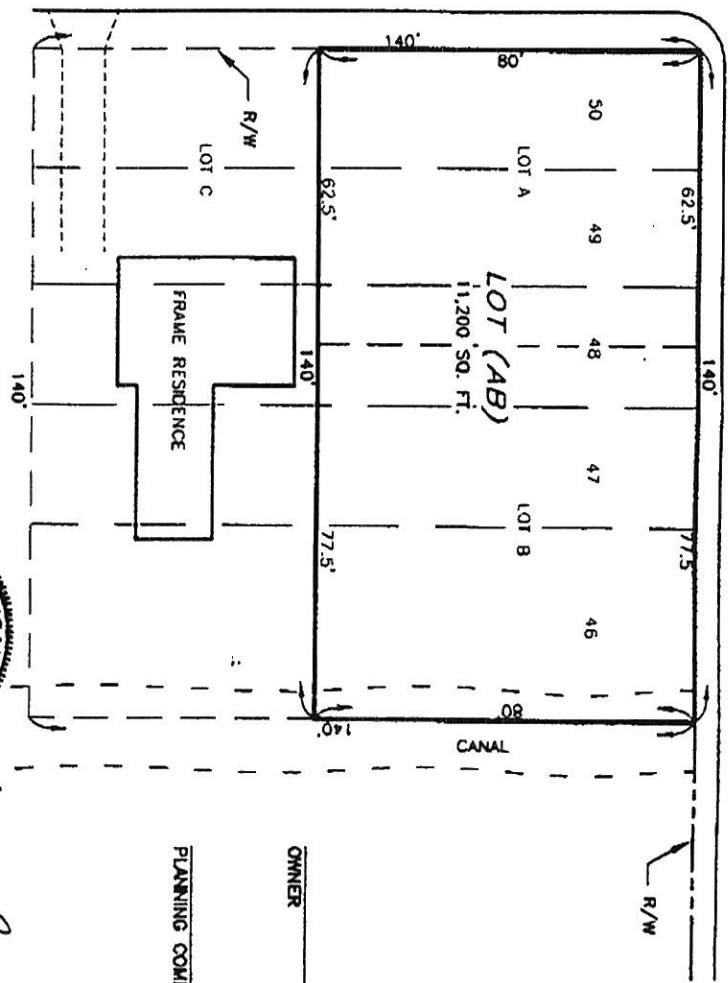 140'
80'
R/W
50
LOT A
LOT C
62.5'
62.5'
49
LOT (AB)
11,200 SQ. FT.
48
FRAME RESIDENCE
140'
140'
140'
47
LOT B
77.5'
77.5
46
80'
140'
CANAL
R/W
OWNER
PLANNING COM